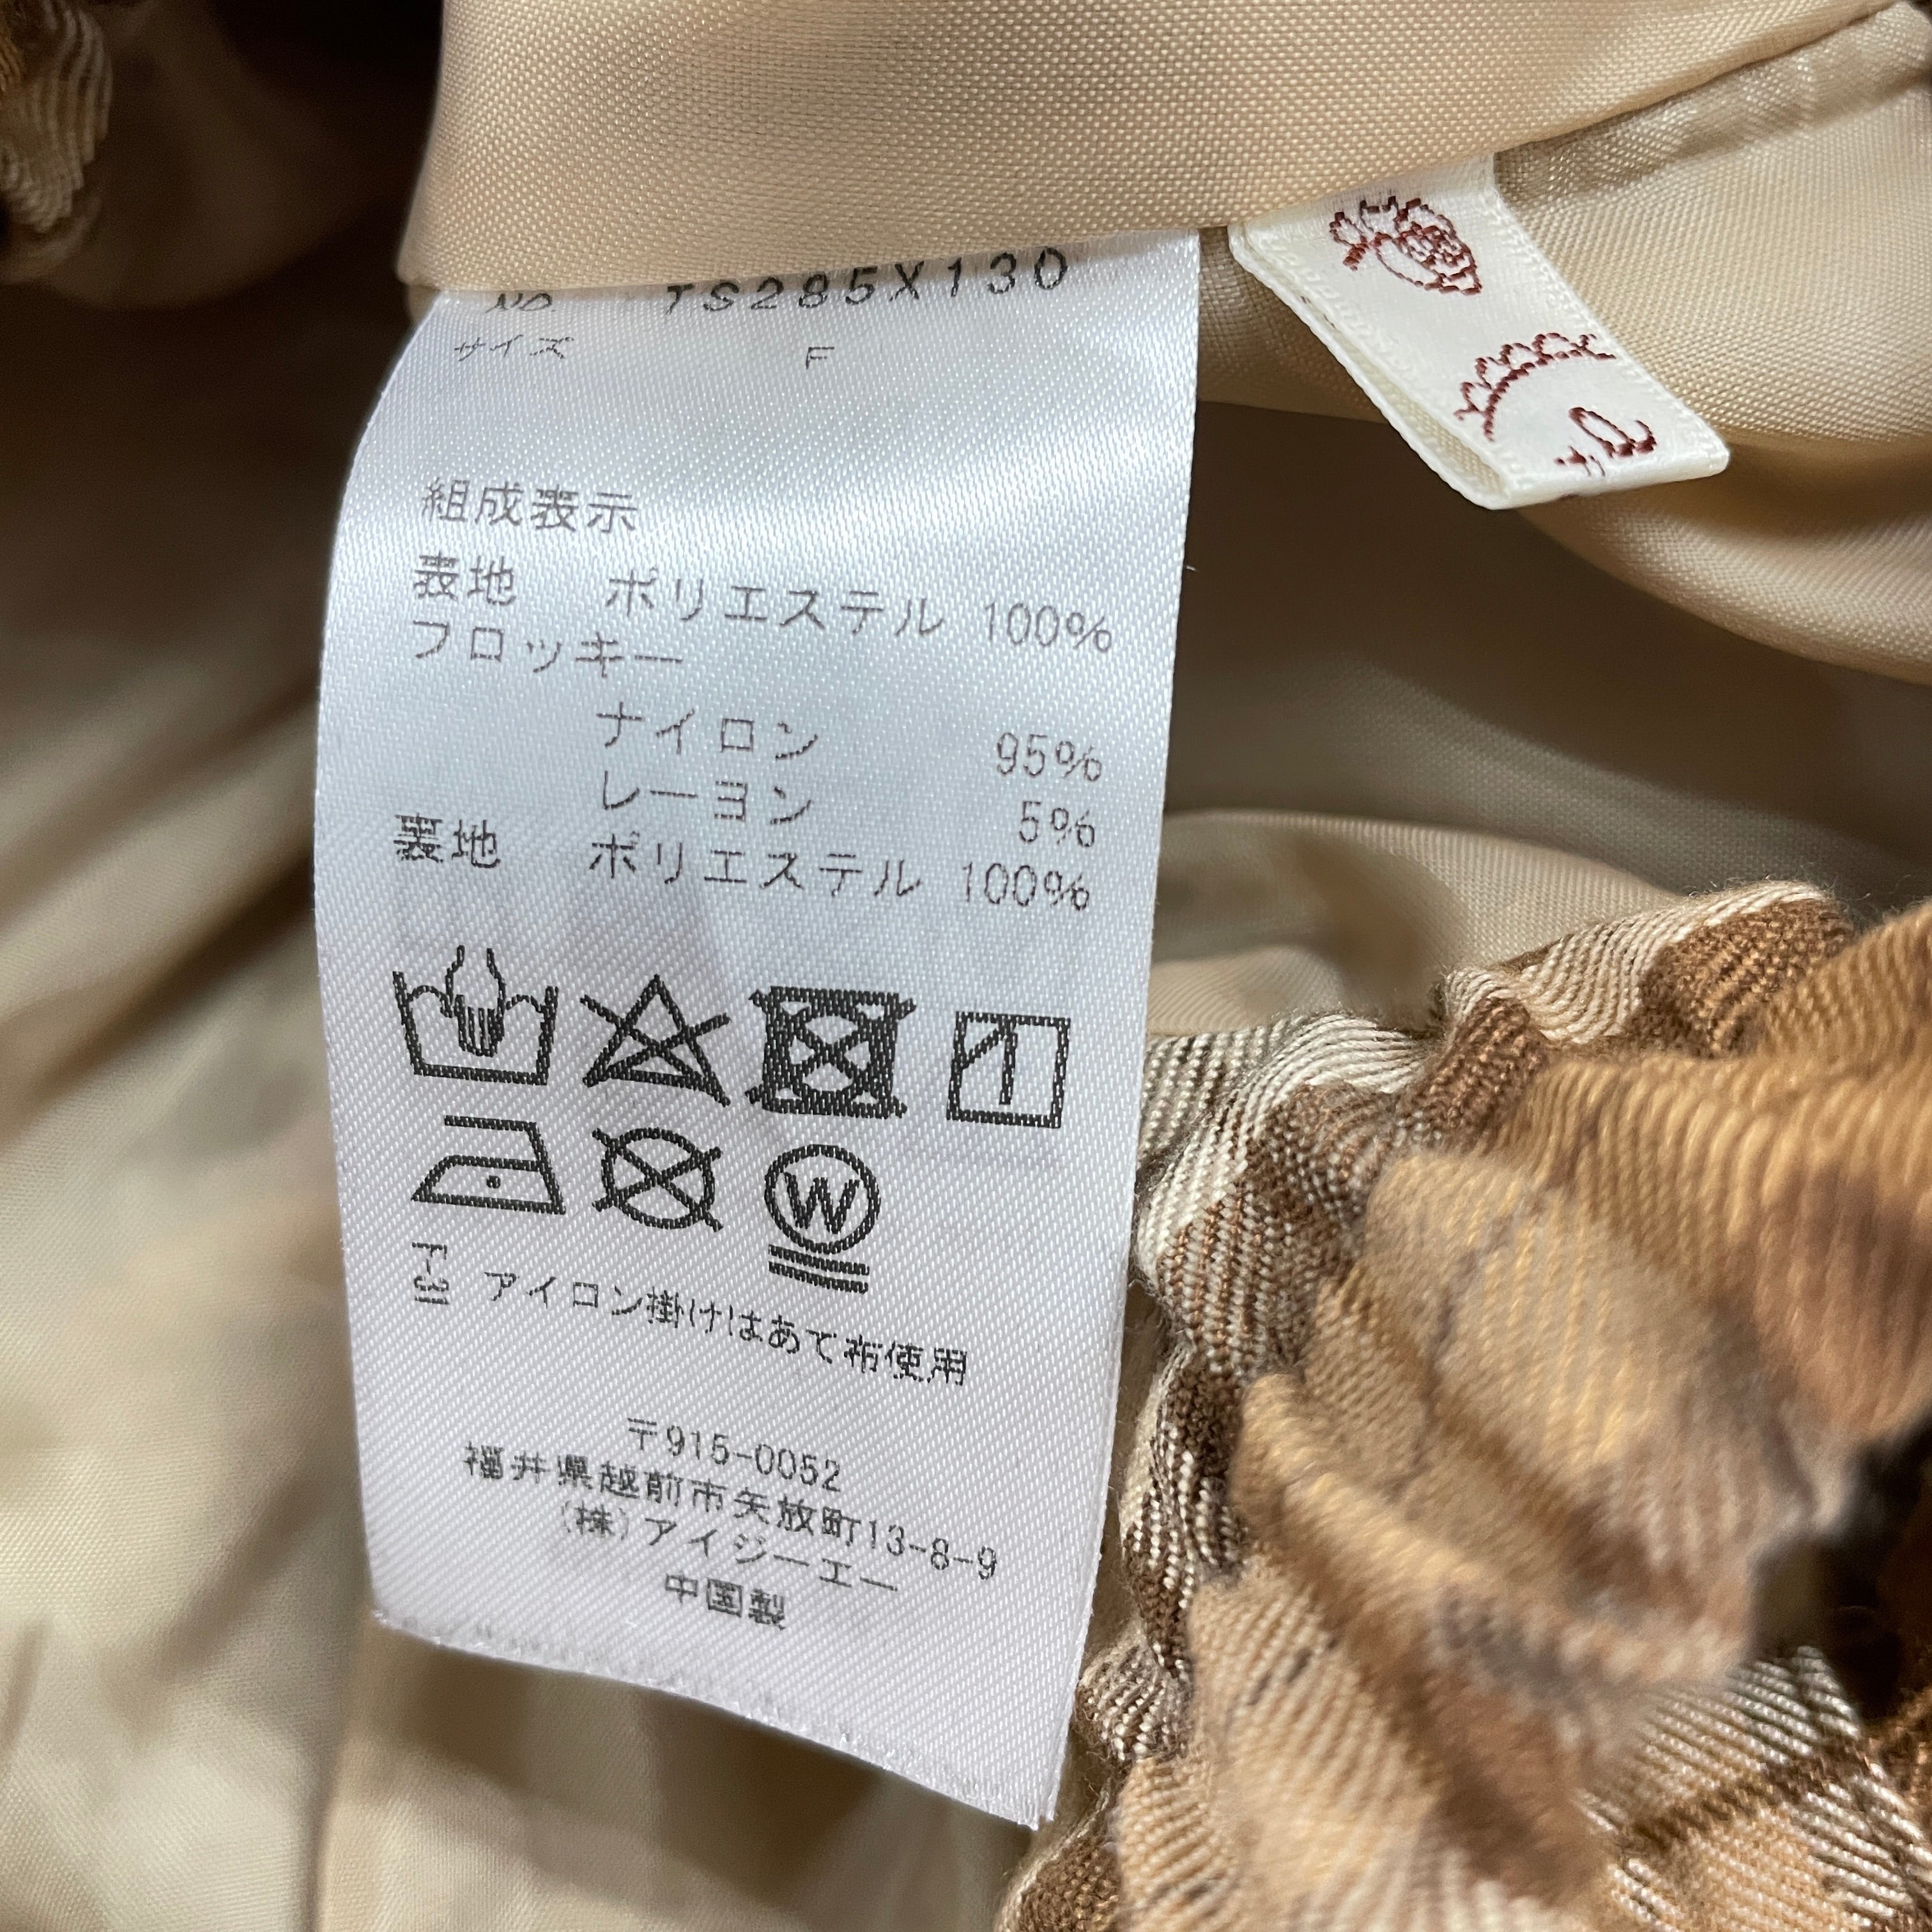 NO. TS285X130
サイズ F
組成表示
表地 ポリエステル 100%
フロッキー
ナイロン 95%
レーヨン 5%
裏地 ポリエステル 100%
W
F-31 アイロン掛けはあて布使用
〒915-0052
福井県越前市矢放町13-8-9
(株)アイジーエー
中国製